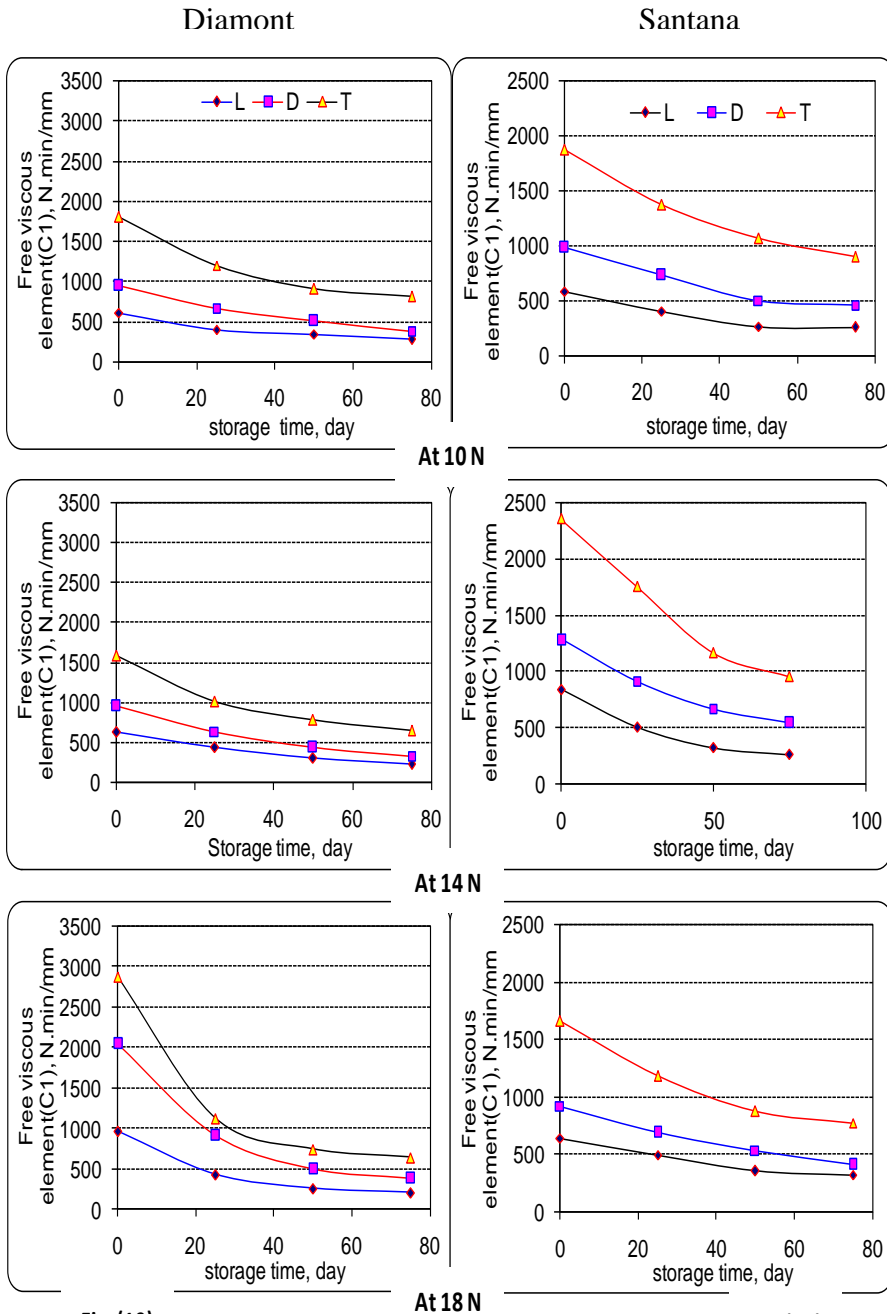 Diamont Santana
Free viscous
element(C1), N.min/mm
3500
3000
2500
2000
1500
1000
500
0
L D T
0 20 40 60 80
storage time, day
Free viscous
element(C1), N.min/mm
2500
2000
1500
1000
500
0
L D T
0 20 40 60 80
storage time, day
At 10 N
Free viscous
element(C1), N.min/mm
3500
3000
2500
2000
1500
1000
500
0
0 20 40 60 80
Storage time, day
Free viscous
element(C1), N.min/mm
2500
2000
1500
1000
500
0
0 50 100
storage time, day
At 14 N
Free viscous
element(C1), N.min/mm
3500
3000
2500
2000
1500
1000
500
0
0 20 40 60 80
storage time, day
Free viscous
element(C1), N.min/mm
2500
2000
1500
1000
500
0
0 20 40 60 80
storage time, day
At 18 N